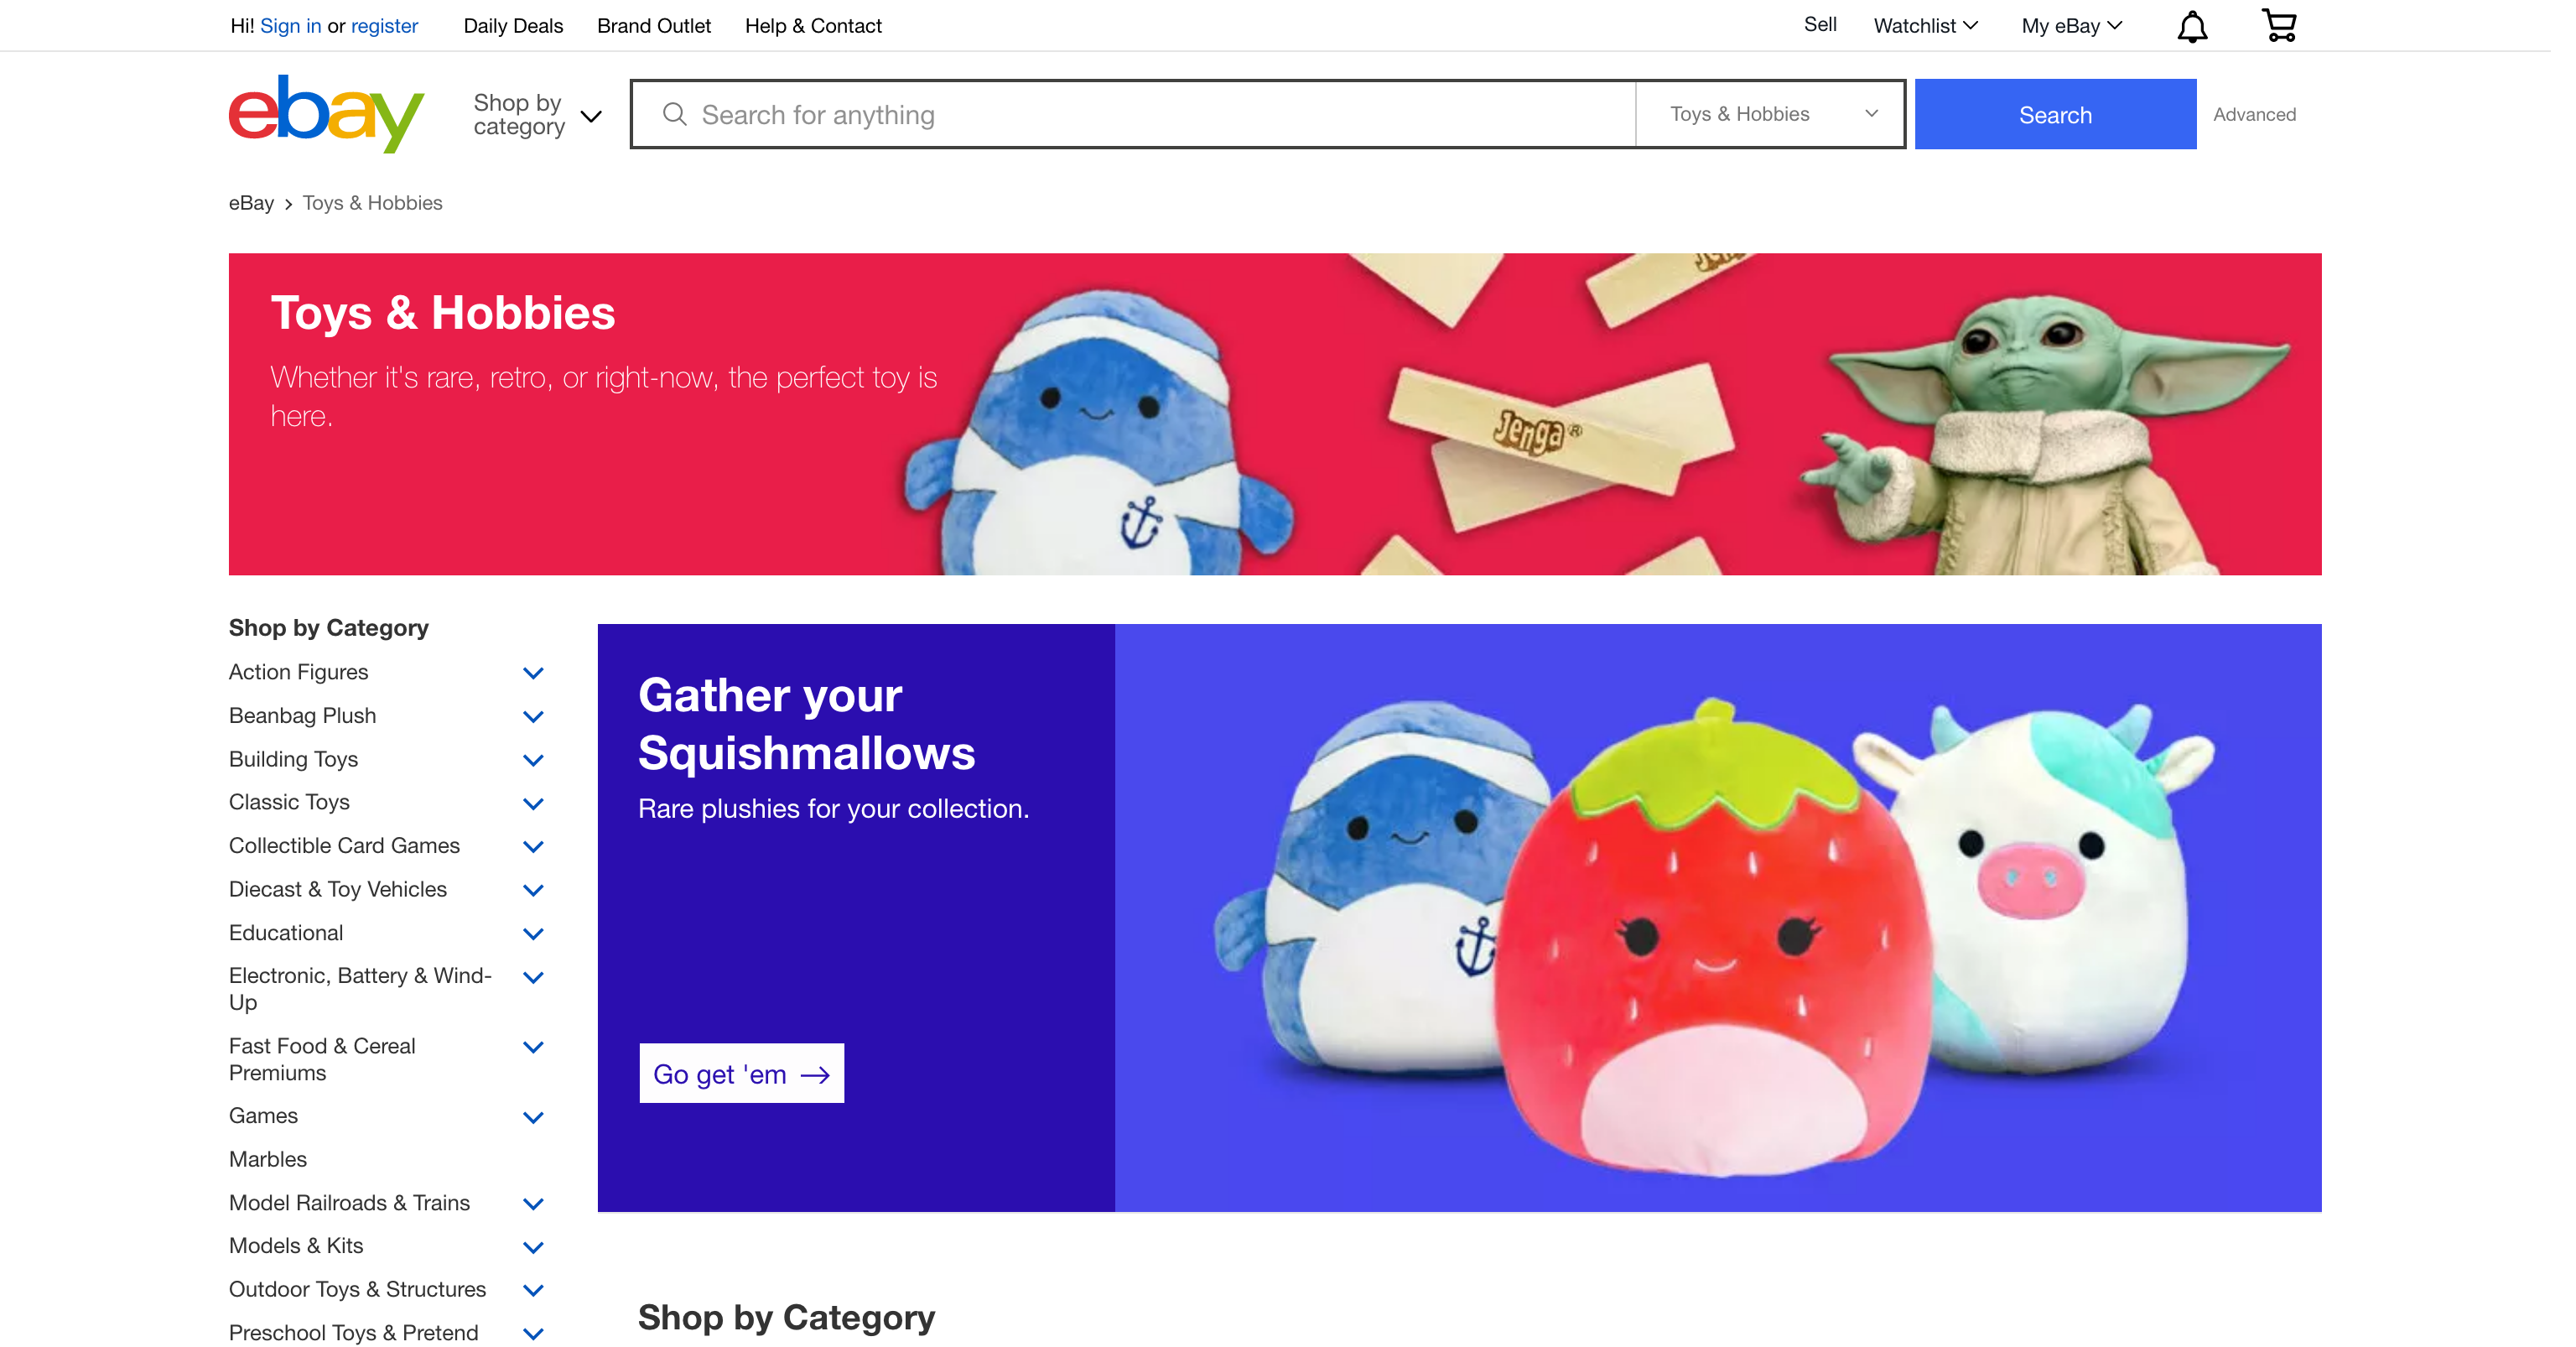 Hi! Sign in or register Daily Deals Brand Outlet Help & Contact Sell Watchlist My eBay
ebay Shop by category Search for anything Toys & Hobbies Search Advanced
eBay > Toys & Hobbies
Toys & Hobbies
Whether it's rare, retro, or right-now, the perfect toy is
here.
Jenga®
Shop by Category
Action Figures
Beanbag Plush
Building Toys
Classic Toys
Collectible Card Games
Diecast & Toy Vehicles
Educational
Electronic, Battery & Wind-
Up
Fast Food & Cereal
Premiums
Games
Marbles
Model Railroads & Trains
Models & Kits
Outdoor Toys & Structures
Preschool Toys & Pretend
Gather your
Squishmallows
Rare plushies for your collection.
Go get 'em →
Shop by Category